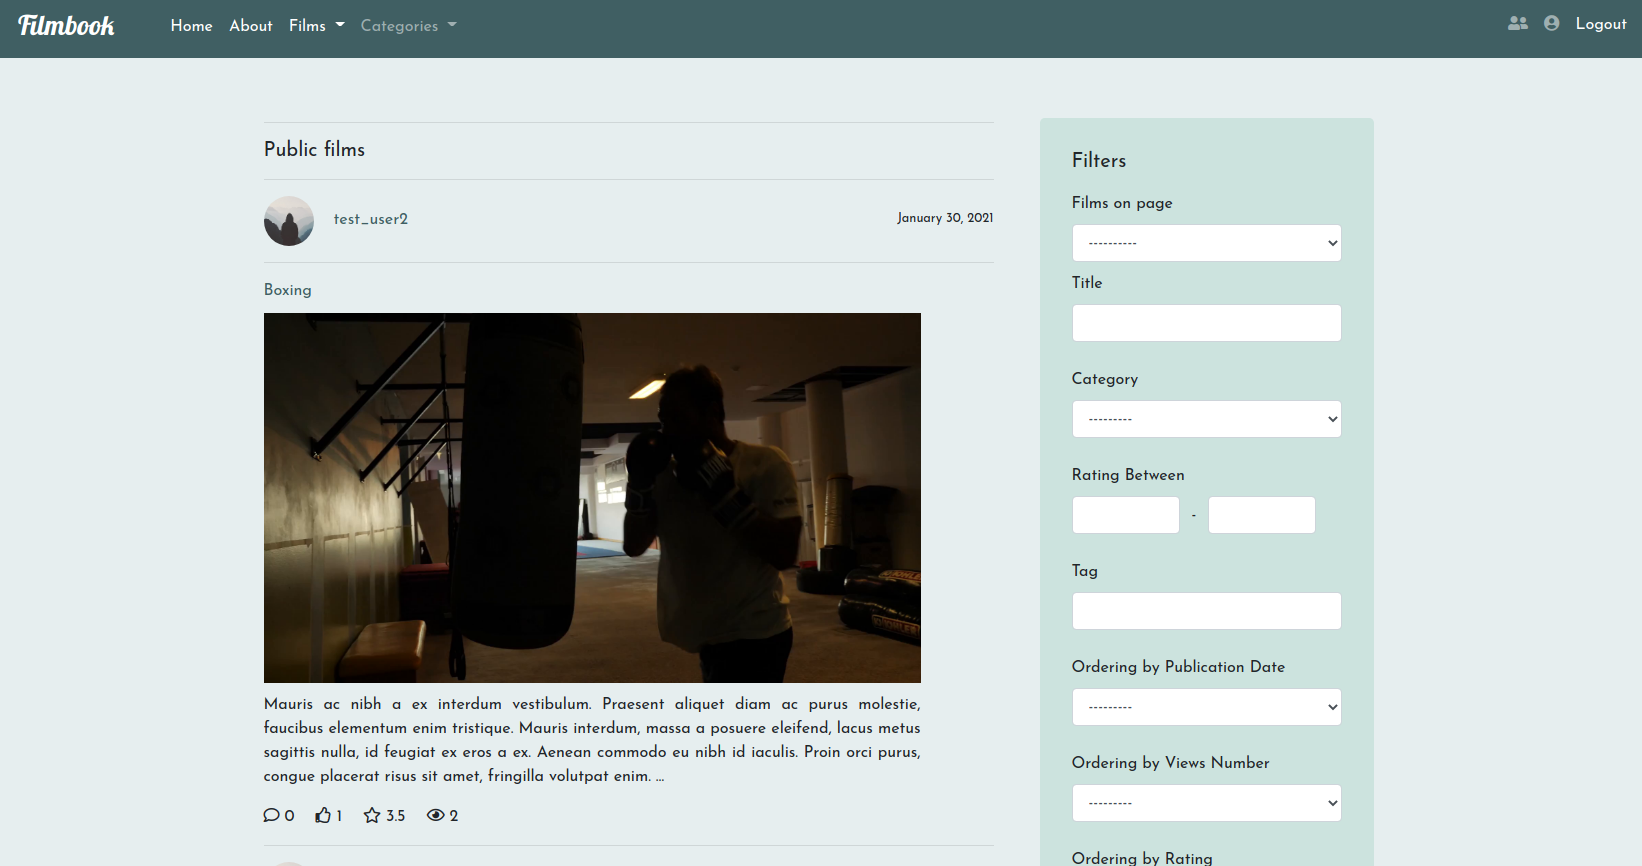 Filmbook
Home About Films Categories
Logout
Public films
test_user2
January 30, 2021
Boxing
Mauris ac nibh a ex interdum vestibulum. Praesent aliquet diam ac purus molestie,
faucibus elementum enim tristique. Mauris interdum, massa a posuere eleifend, lacus metus
sagittis nulla, id feugiat ex eros a ex. Aenean commodo eu nibh id iaculis. Proin orci purus,
congue placerat risus sit amet, fringilla volutpat enim. ...
0 1 3.5 2
Filters
Films on page
----------
Title
Category
---------
Rating Between
-
Tag
Ordering by Publication Date
---------
Ordering by Views Number
---------
Ordering by Rating